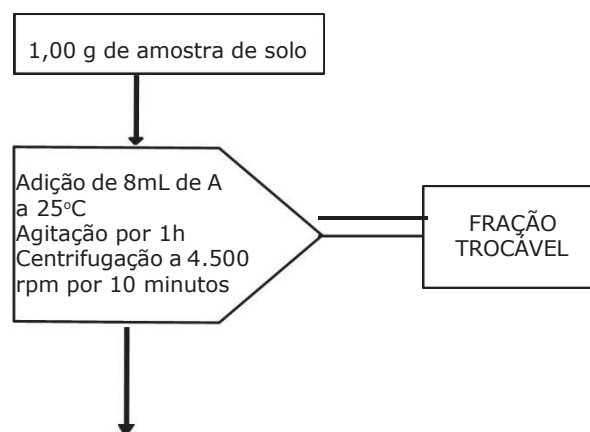 1,00 g de amostra de solo
Adição de 8mL de A
a 25ºC
Agitação por 1h
Centrifugação a 4.500
rpm por 10 minutos
FRAÇÃO
TROCÁVEL